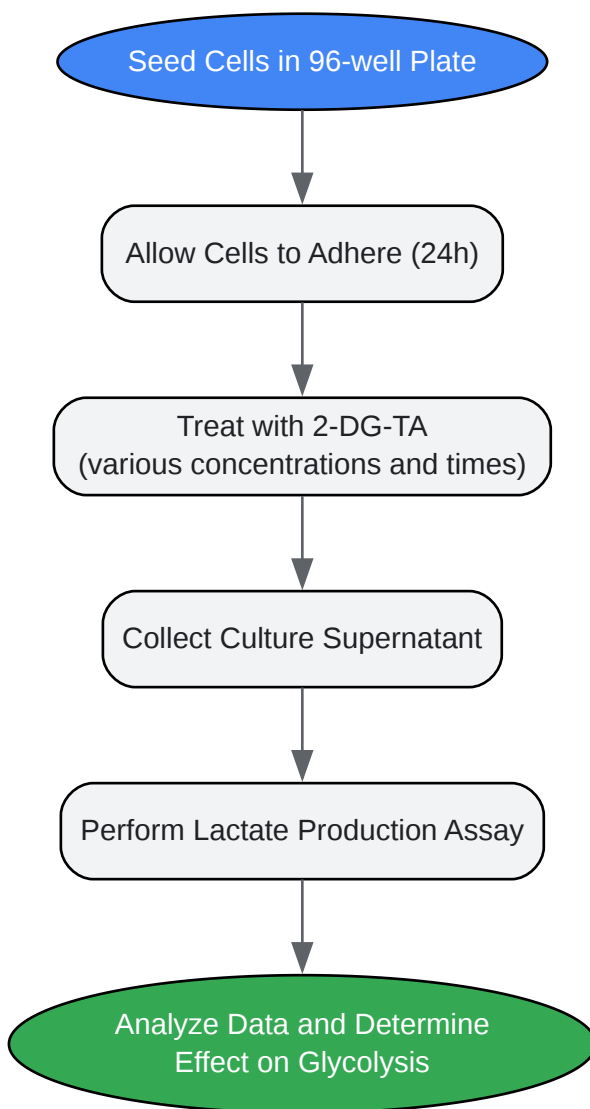 Seed Cells in 96-well Plate
Allow Cells to Adhere (24h)
Treat with 2-DG-TA
(various concentrations and times)
Collect Culture Supernatant
Perform Lactate Production Assay
Analyze Data and Determine
Effect on Glycolysis